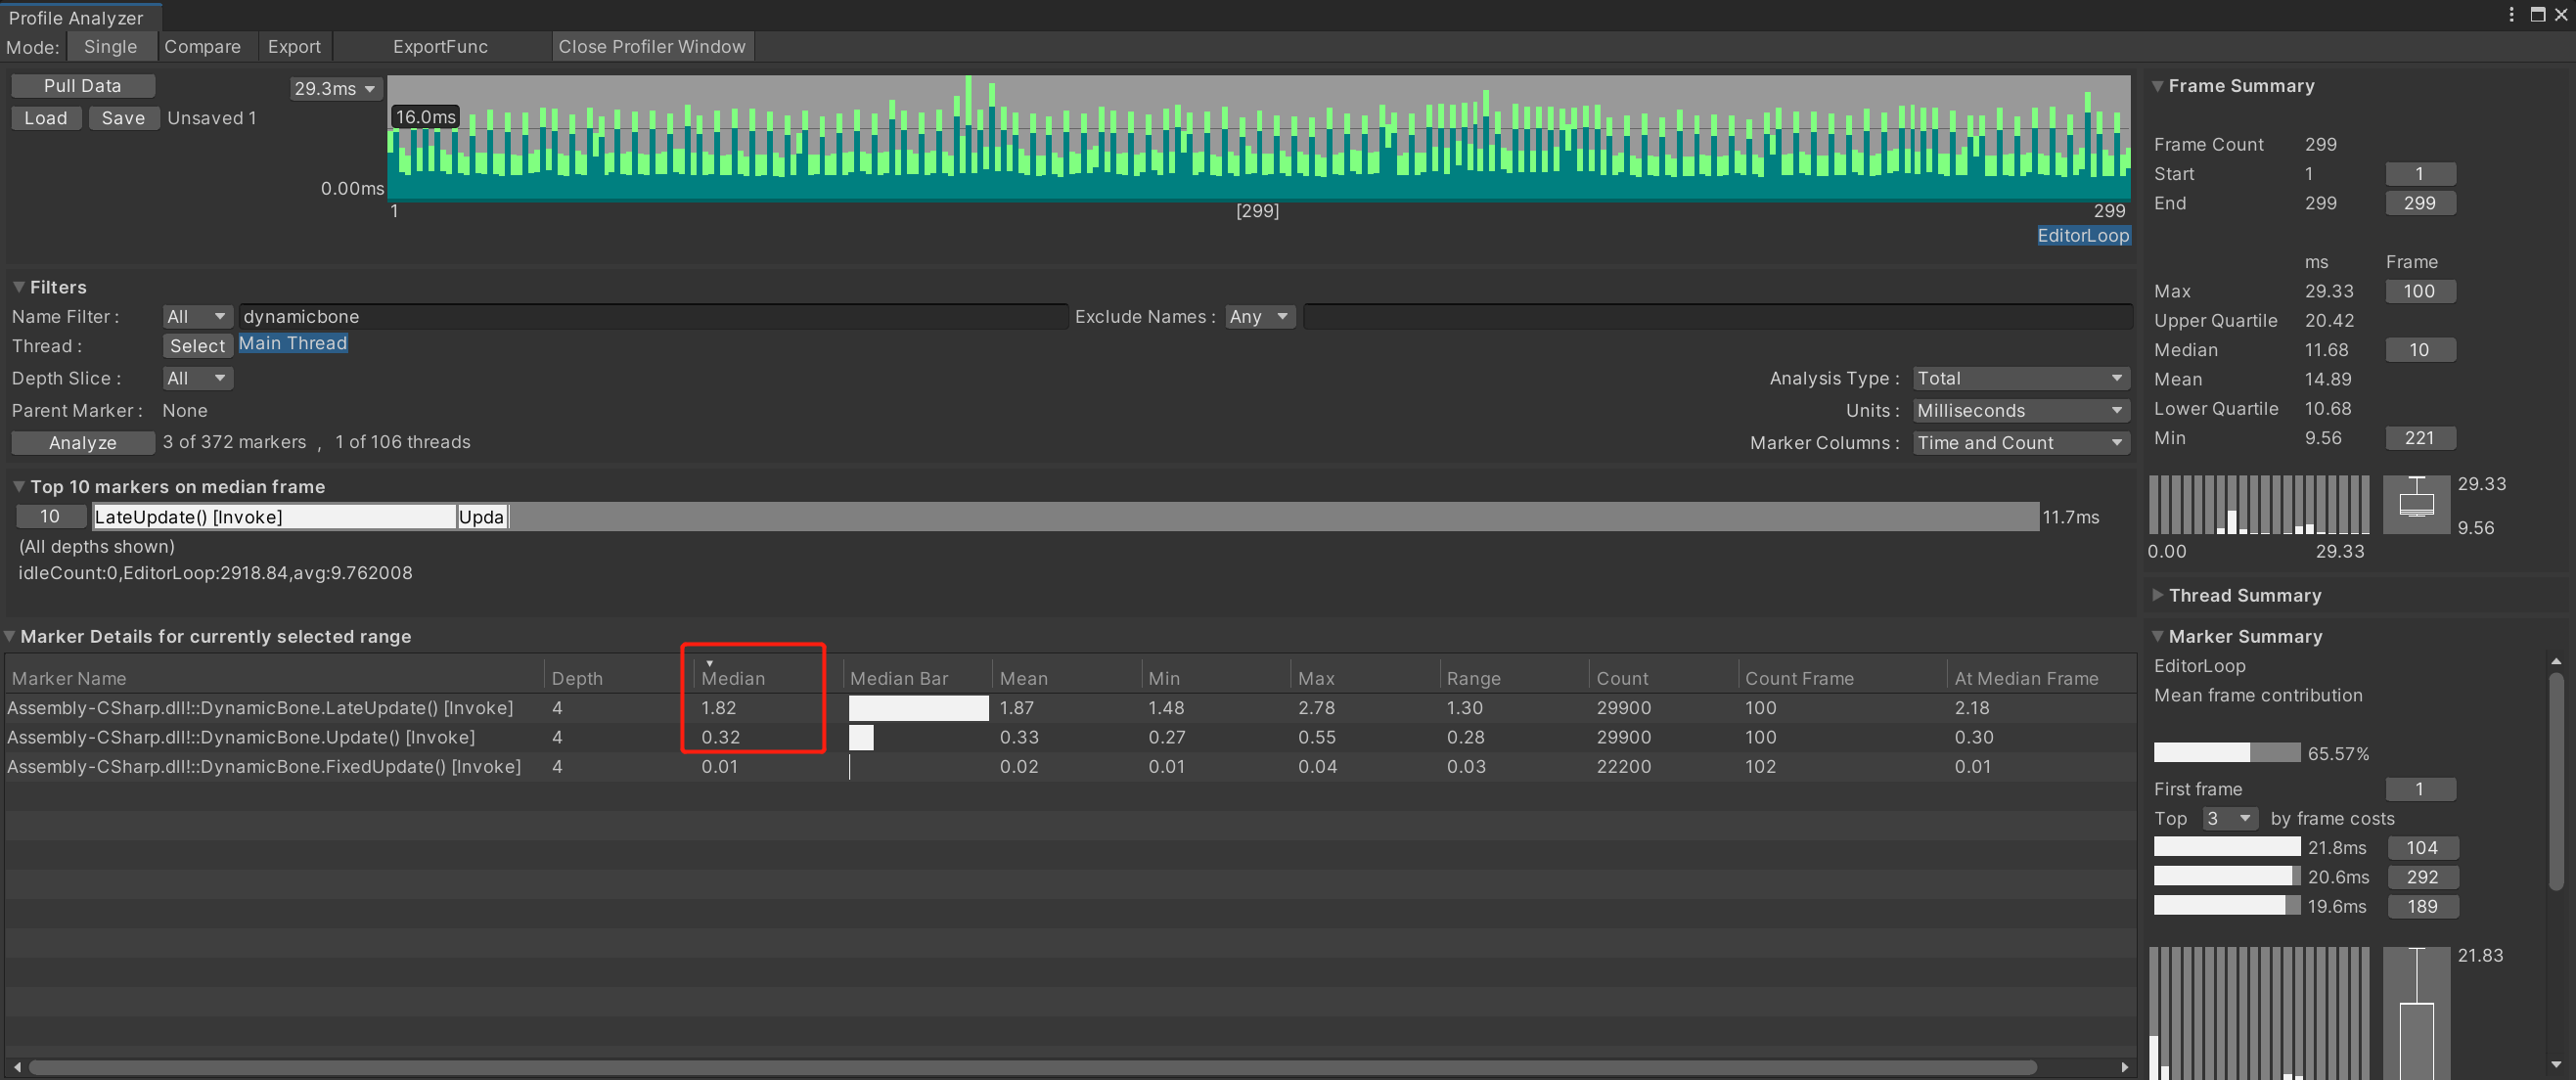 Profile Analyzer
Mode: Single Compare Export ExportFunc Close Profiler Window
Pull Data
Load Save Unsaved 1
29.3ms
16.0ms
0.00ms
1 [299] 299
EditorLoop
Filters
Name Filter : All dynamicbone Exclude Names : Any
Thread : Select Main Thread
Depth Slice : All Analysis Type : Total
Parent Marker : None Units : Milliseconds
Analyze 3 of 372 markers , 1 of 106 threads Marker Columns : Time and Count
Top 10 markers on median frame
10 LateUpdate() [Invoke] Upda 11.7ms
(All depths shown)
idleCount:0,EditorLoop:2918.84,avg:9.762008
Marker Details for currently selected range
Marker Name Depth Median Median Bar Mean Min Max Range Count Count Frame At Median Frame
Assembly-CSharp.dll!::DynamicBone.LateUpdate() [Invoke] 4 1.82 1.87 1.48 2.78 1.30 29900 100 2.18
Assembly-CSharp.dll!::DynamicBone.Update() [Invoke] 4 0.32 0.33 0.27 0.55 0.28 29900 100 0.30
Assembly-CSharp.dll!::DynamicBone.FixedUpdate() [Invoke] 4 0.01 0.02 0.01 0.04 0.03 22200 102 0.01
Frame Summary
Frame Count 299
Start 1 1
End 299 299
ms Frame
Max 29.33 100
Upper Quartile 20.42
Median 11.68 10
Mean 14.89
Lower Quartile 10.68
Min 9.56 221
29.33
9.56
0.00 29.33
Thread Summary
Marker Summary
EditorLoop
Mean frame contribution
65.57%
First frame 1
Top 3 by frame costs
21.8ms 104
20.6ms 292
19.6ms 189
21.83